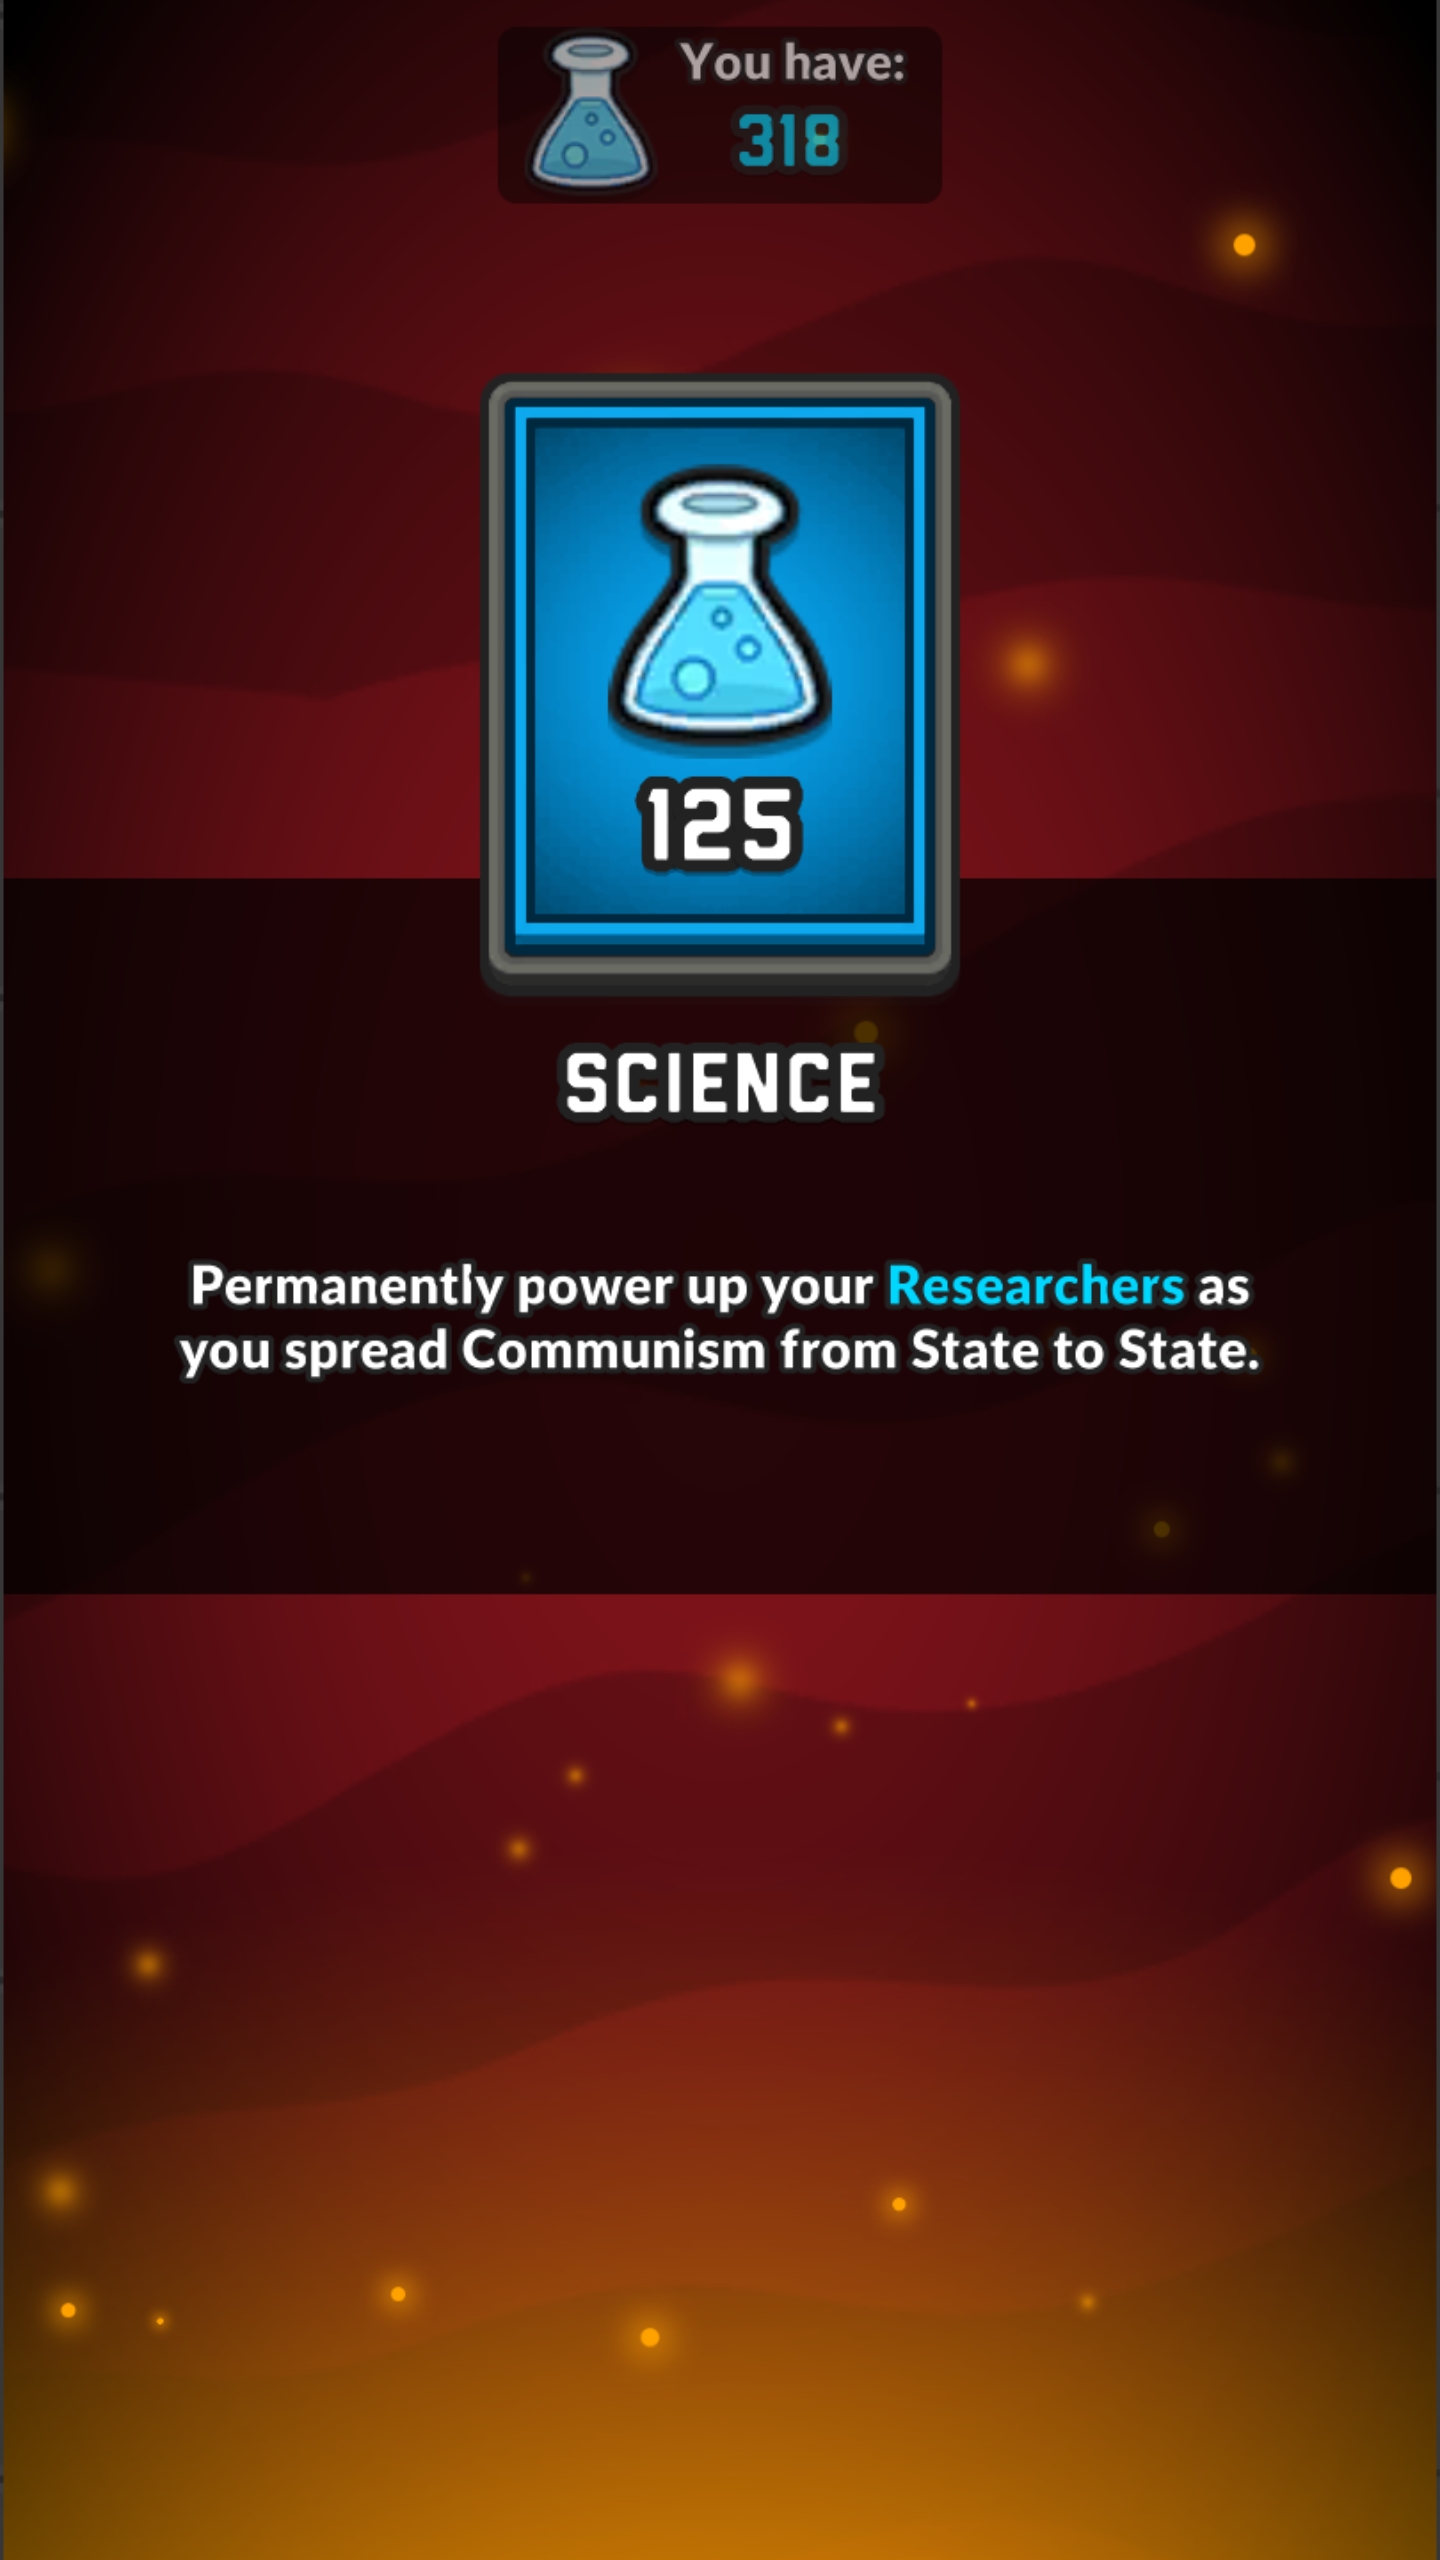 You have:
318
125
SCIENCE
Permanently power up your Researchers as
you spread Communism from State to State.